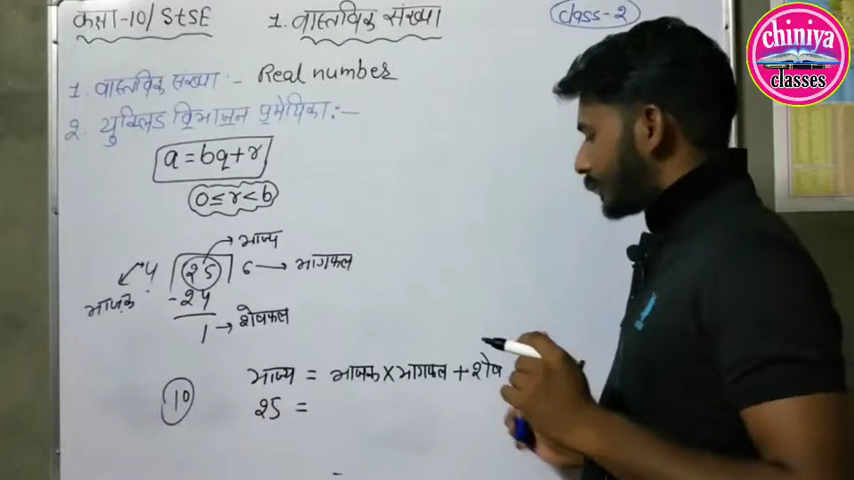 कक्षा-10/StSE
1. वास्तविक संख्या
class-2
chiniya
classes
1. वास्तविक संख्या :- Real number
2. युक्लिड विभाजन प्रमेयिका :-
a = bq + r
0 ≤ r < b
भाज्य
4 25 6 → भागफल
भाजक
-24
1 → शेषफल
भाज्य = भाजक × भागफल + शेष
10
25 =